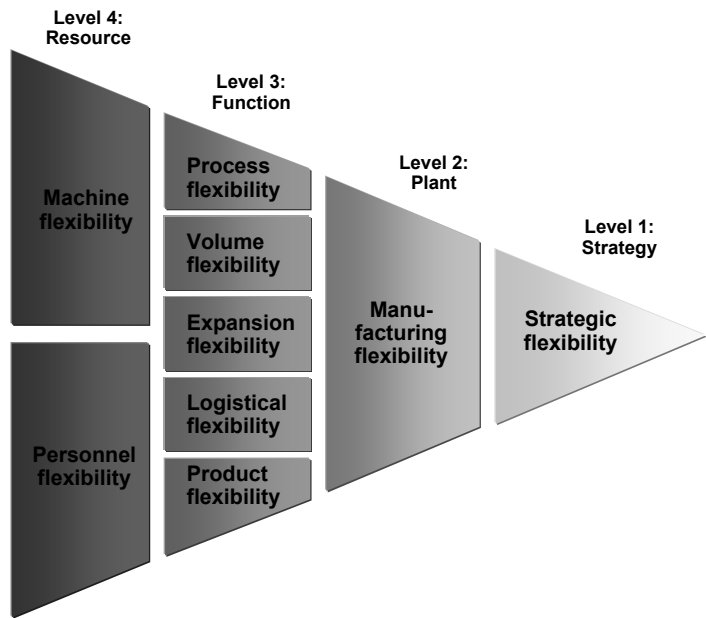 Level 4:
Resource
Level 3:
Function
Level 2:
Plant
Level 1:
Strategy
Machine
flexibility
Personnel
flexibility
Process
flexibility
Volume
flexibility
Expansion
flexibility
Logistical
flexibility
Product
flexibility
Manu-
facturing
flexibility
Strategic
flexibility